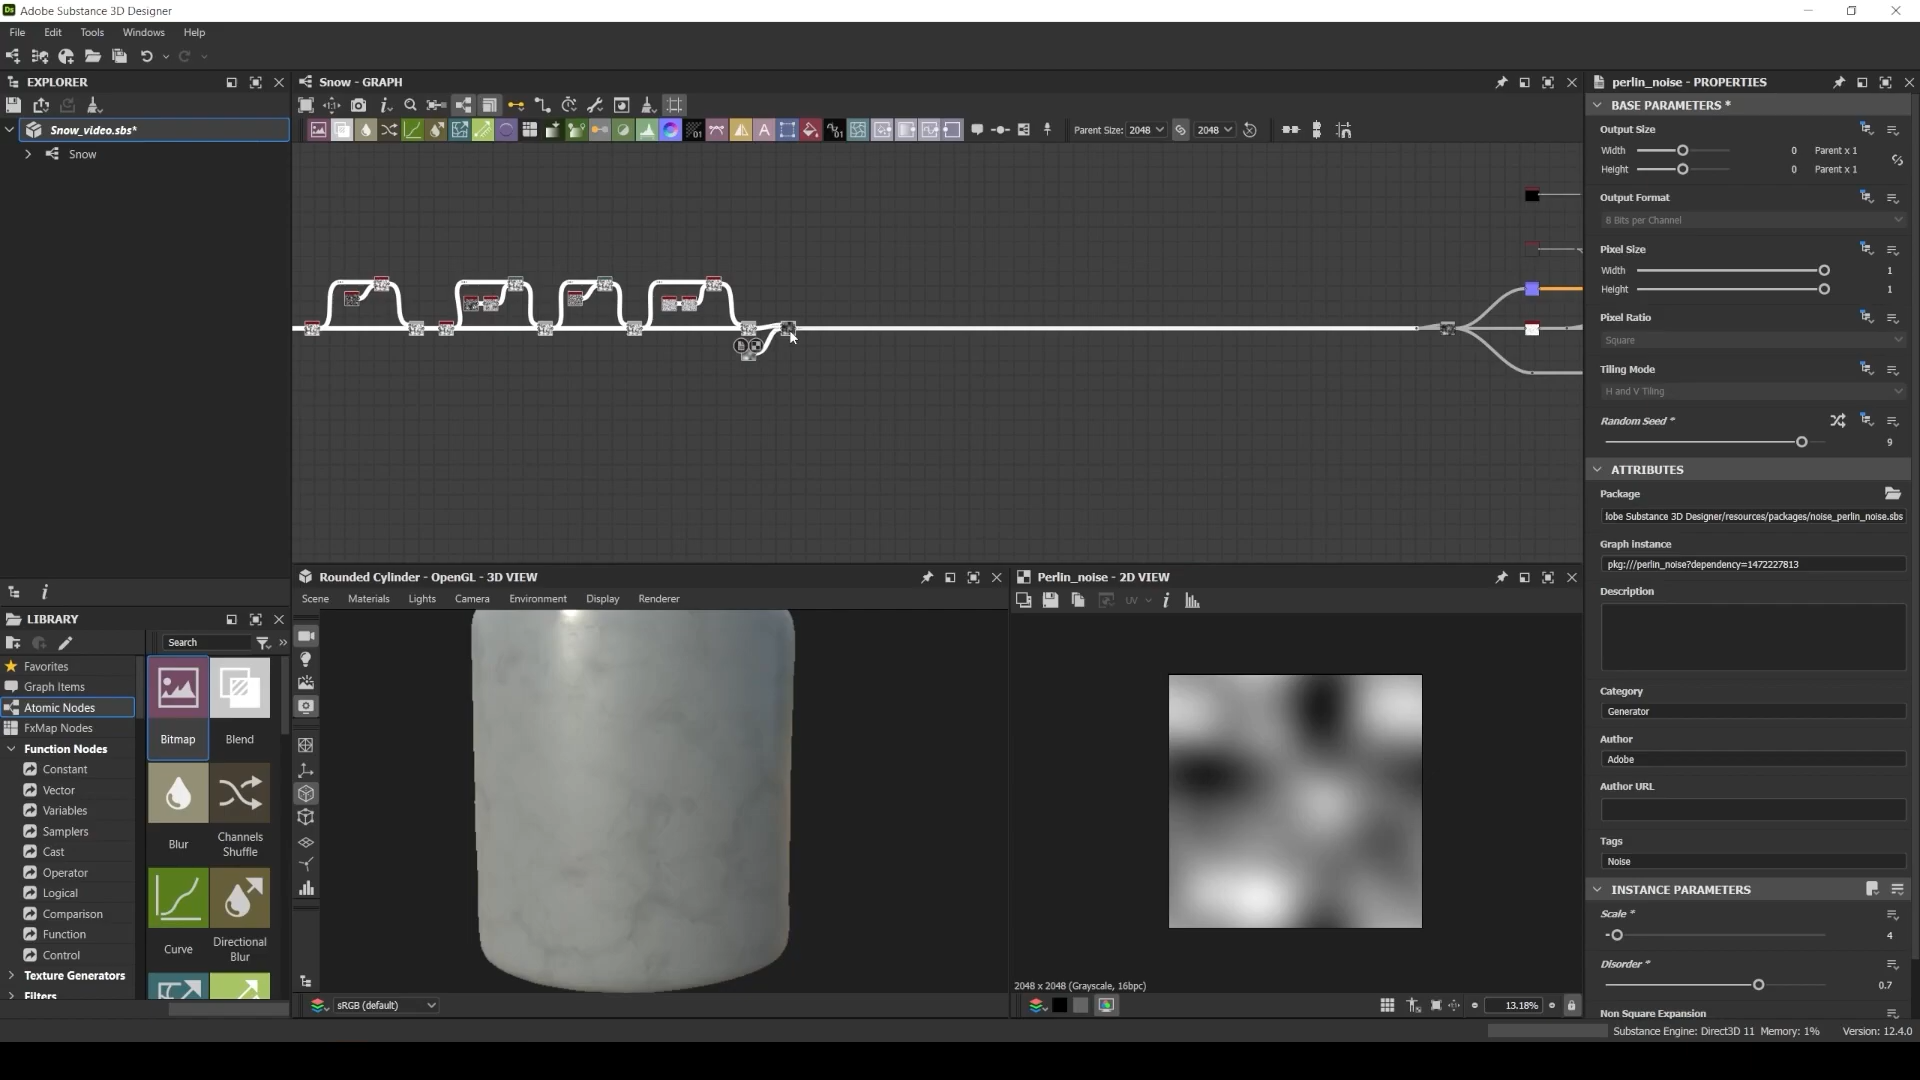 Ds Adobe Substance 3D Designer
File Edit Tools Windows Help
EXPLORER
Snow_video.sbs*
Snow
Snow - GRAPH
Parent Size: 2048 2048
perlin_noise - PROPERTIES
BASE PARAMETERS *
Output Size
Width 0 Parent x 1
Height 0 Parent x 1
Output Format
8 Bits per Channel
Pixel Size
Width 1
Height 1
Pixel Ratio
Square
Tiling Mode
H and V Tiling
Random Seed *
9
ATTRIBUTES
Package
lobe Substance 3D Designer/resources/packages/noise_perlin_noise.sbs
Graph instance
pkg:///perlin_noise?dependency=1472227813
Description
Category
Generator
Author
Adobe
Author URL
Tags
Noise
INSTANCE PARAMETERS
Scale *
4
Disorder *
0.7
Non Square Expansion
LIBRARY
Search
Favorites
Graph Items
Atomic Nodes
FxMap Nodes
Function Nodes
Constant
Vector
Variables
Samplers
Cast
Operator
Logical
Comparison
Function
Control
Texture Generators
Filters
Bitmap
Blend
Blur
Channels Shuffle
Curve
Directional Blur
Rounded Cylinder - OpenGL - 3D VIEW
Scene Materials Lights Camera Environment Display Renderer
sRGB (default)
Perlin_noise - 2D VIEW
UV
2048 x 2048 (Grayscale, 16bpc)
13.18%
Substance Engine: Direct3D 11 Memory: 1% Version: 12.4.0